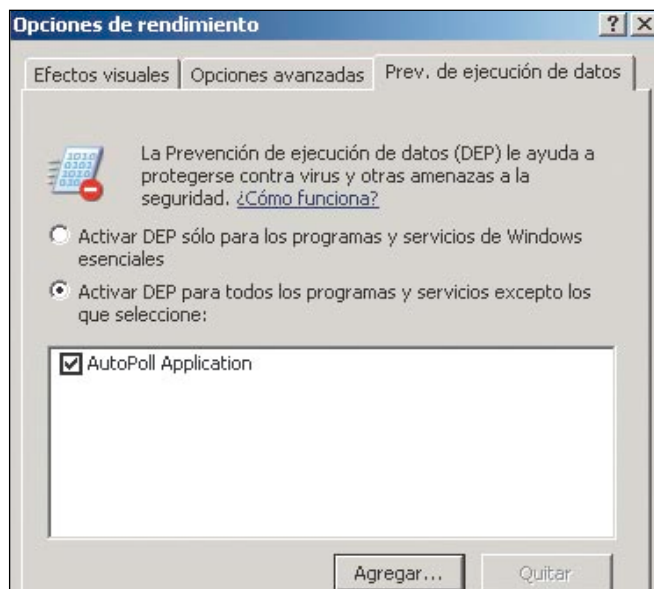 Opciones de rendimiento
Efectos visuales
Opciones avanzadas
Prev. de ejecución de datos
La Prevención de ejecución de datos (DEP) le ayuda a
protegerse contra virus y otras amenazas a la
seguridad. ¿Cómo funciona?
Activar DEP sólo para los programas y servicios de Windows
esenciales
Activar DEP para todos los programas y servicios excepto los
que seleccione:
AutoPoll Application
Agregar...
Quitar